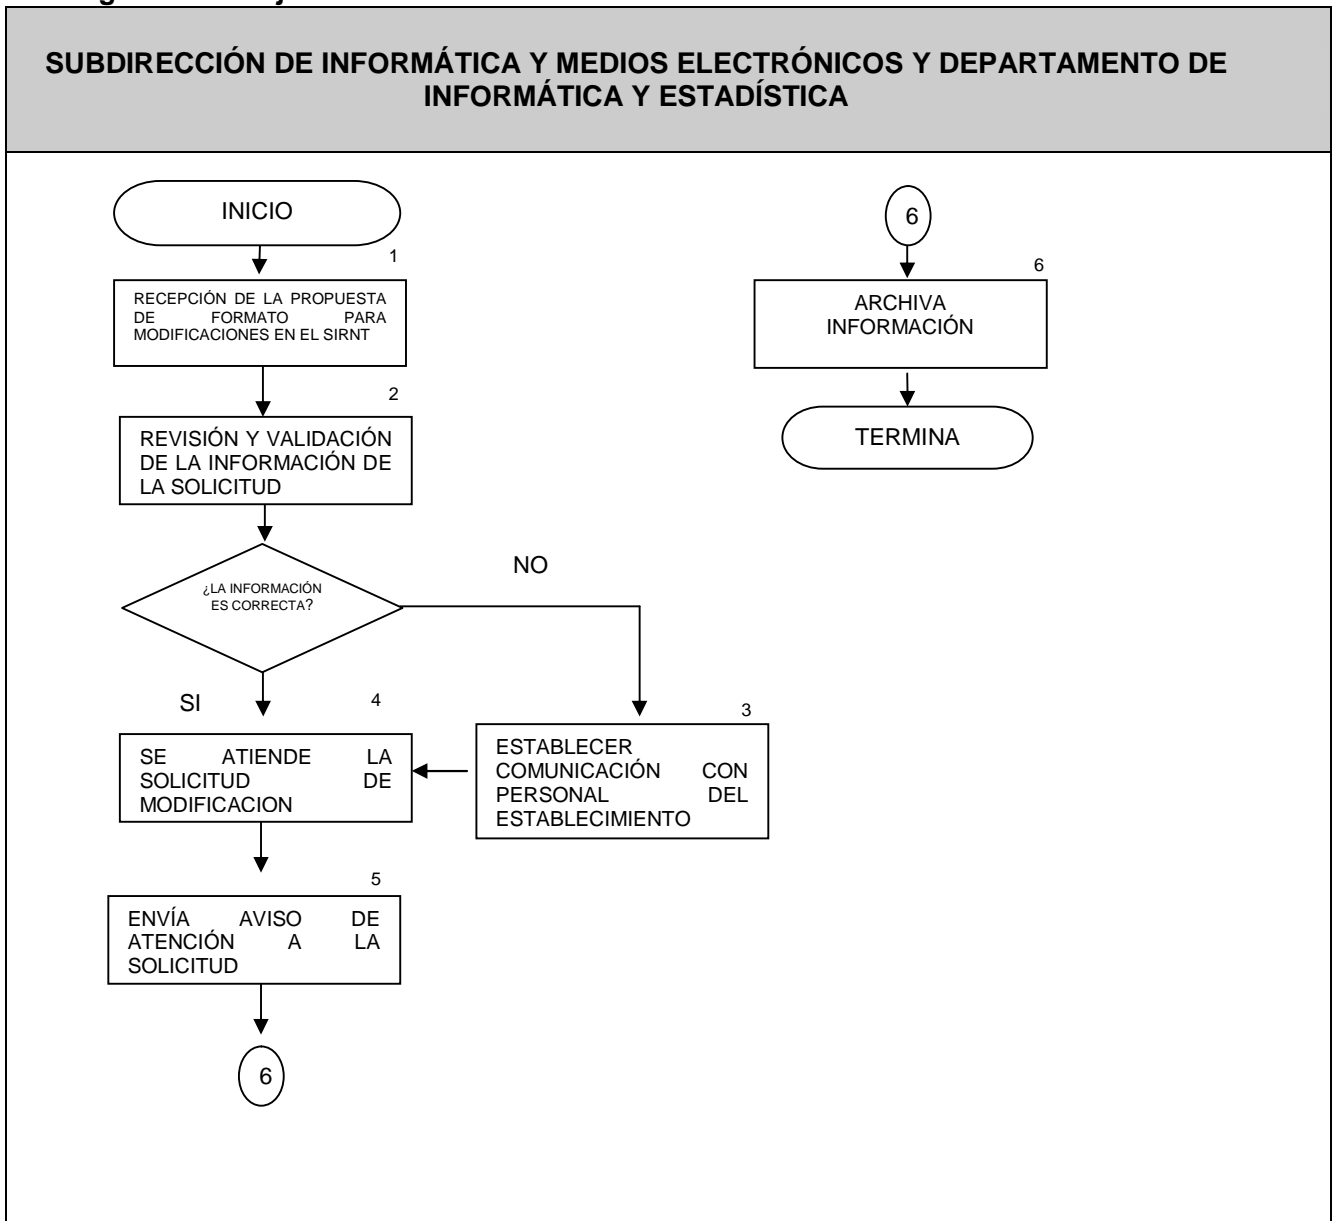 SUBDIRECCIÓN DE INFORMÁTICA Y MEDIOS ELECTRÓNICOS Y DEPARTAMENTO DE
INFORMÁTICA Y ESTADÍSTICA
INICIO
1
RECEPCIÓN DE LA PROPUESTA
DE FORMATO PARA
MODIFICACIONES EN EL SIRNT
2
REVISIÓN Y VALIDACIÓN
DE LA INFORMACIÓN DE
LA SOLICITUD
¿LA INFORMACIÓN
ES CORRECTA?
NO
SI
4
SE ATIENDE LA
SOLICITUD DE
MODIFICACION
3
ESTABLECER
COMUNICACIÓN CON
PERSONAL DEL
ESTABLECIMIENTO
5
ENVÍA AVISO DE
ATENCIÓN A LA
SOLICITUD
6
6
6
ARCHIVA
INFORMACIÓN
TERMINA